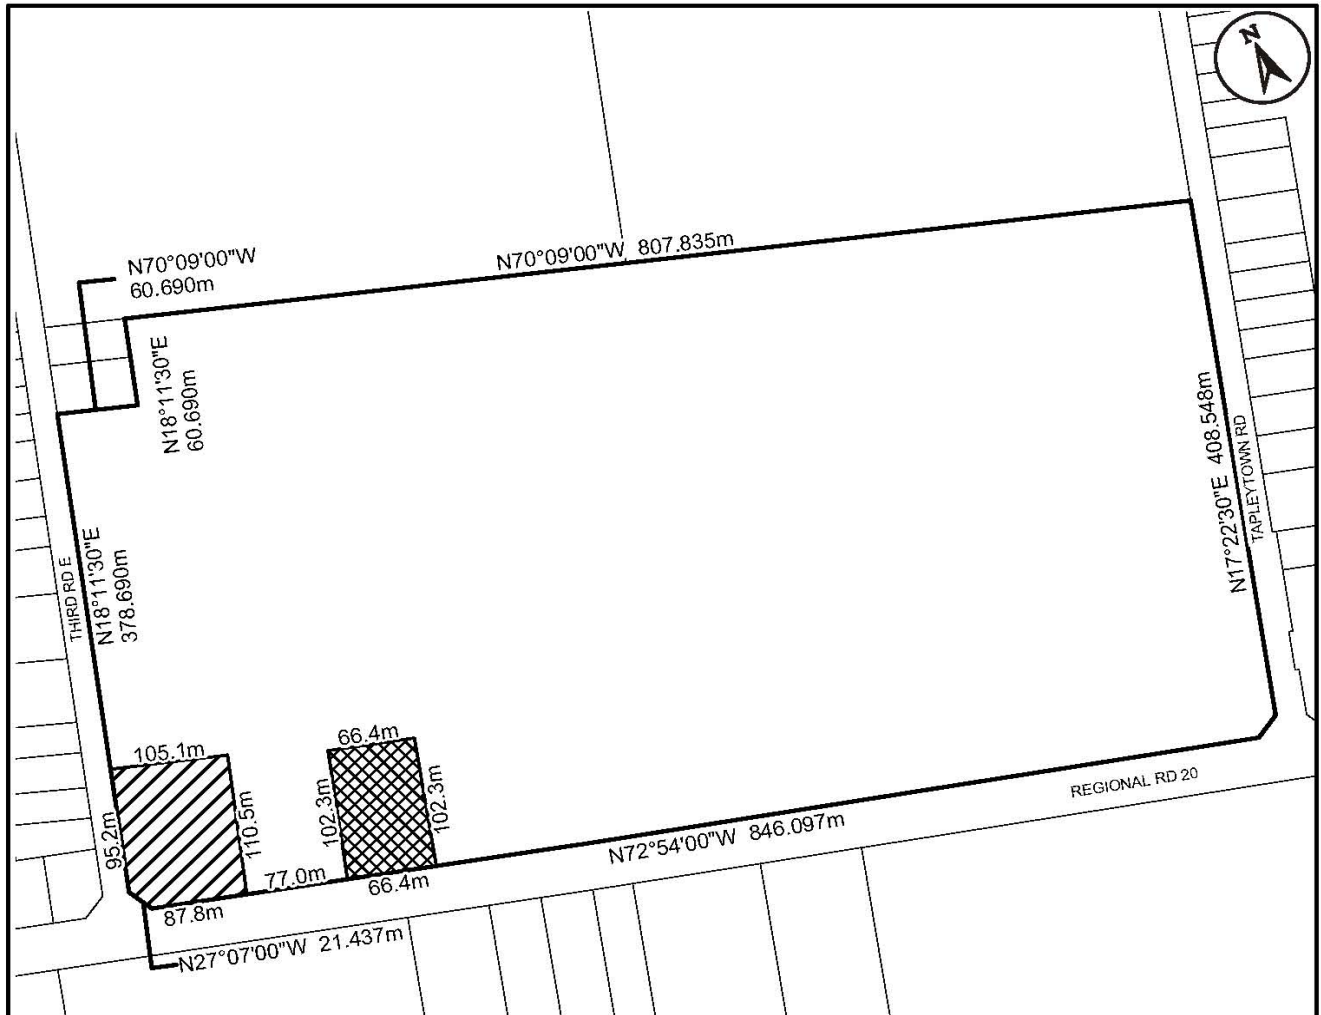 N
N70°09'00"W
60.690m
N70°09'00"W 807.835m
N18°11'30"E
60.690m
N17°22'30"E 408.548m
TAPLEYTOWN RD
THIRD RD E
N18°11'30"E
378.690m
66.4m
105.1m
102.3m
102.3m
110.5m
95.2m
REGIONAL RD 20
N72°54'00"W 846.097m
77.0m
66.4m
87.8m
N27°07'00"W 21.437m